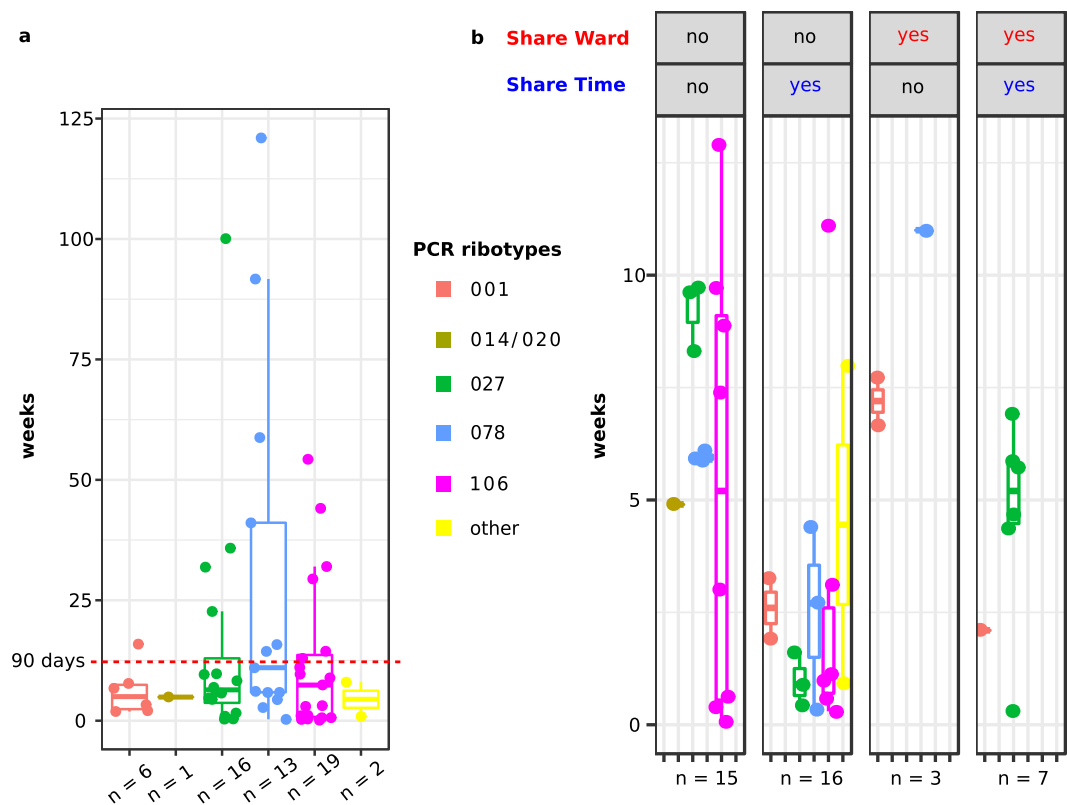 a
125
100
75
50
25
90 days
0
weeks
n = 6
n = 1
n = 16
n = 13
n = 19
n = 2
PCR ribotypes
001
014/020
027
078
106
other
b
Share Ward
no
no
yes
yes
Share Time
no
yes
no
yes
10
5
0
weeks
n = 15
n = 16
n = 3
n = 7